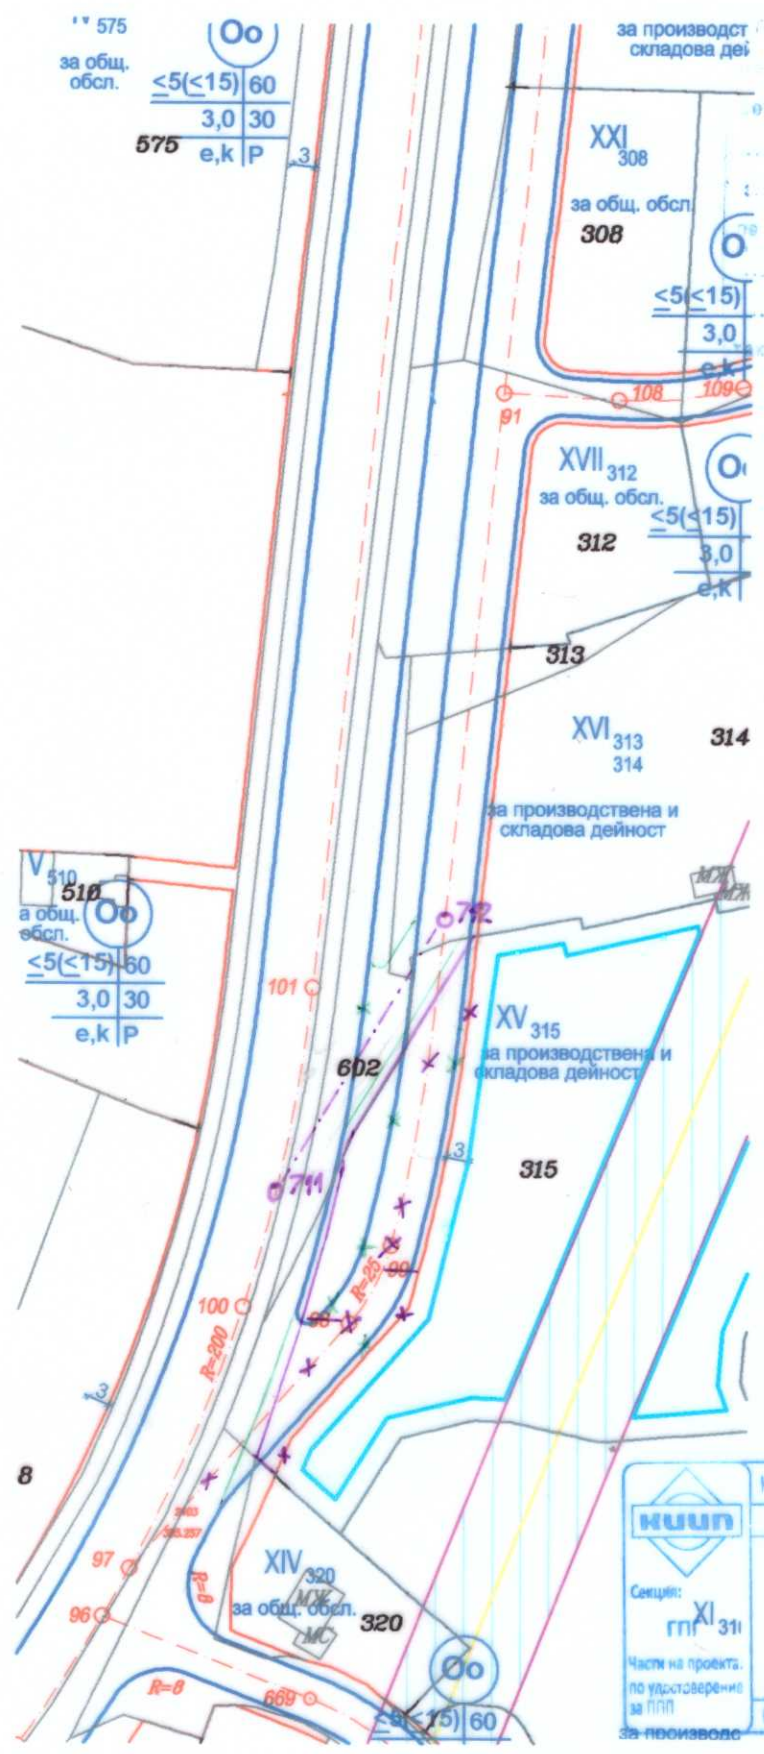 575
за общ.
обсл.
Оо
≤5(≤15) 60
3,0 30
е,k Р
575
3
за производст
складова дей
XXI 308
за общ. обсл.
308
О
≤5(≤15)
3,0
е,k
91
108
109
XVII 312
за общ. обсл.
312
О
≤5(≤15)
3,0
е,k
313
XVI 313
314
314
за производствена и
складова дейност
МЖ
МЖ
V 510
510
а общ.
обсл.
Оо
≤5(≤15) 60
3,0 30
е,k Р
712
101
XV 315
за производствена и
складова дейност
602
3
315
711
99
R=25
98
100
R=200
3
8
97
96
R=8
XIV 320
за общ. обсл.
МЖ
МС
320
R=8
669
Оо
≤5(≤15) 60
КИИП
Секция:
ГПГ
XI 310
Части на проекта:
по удостоверение
за ППП
за производс